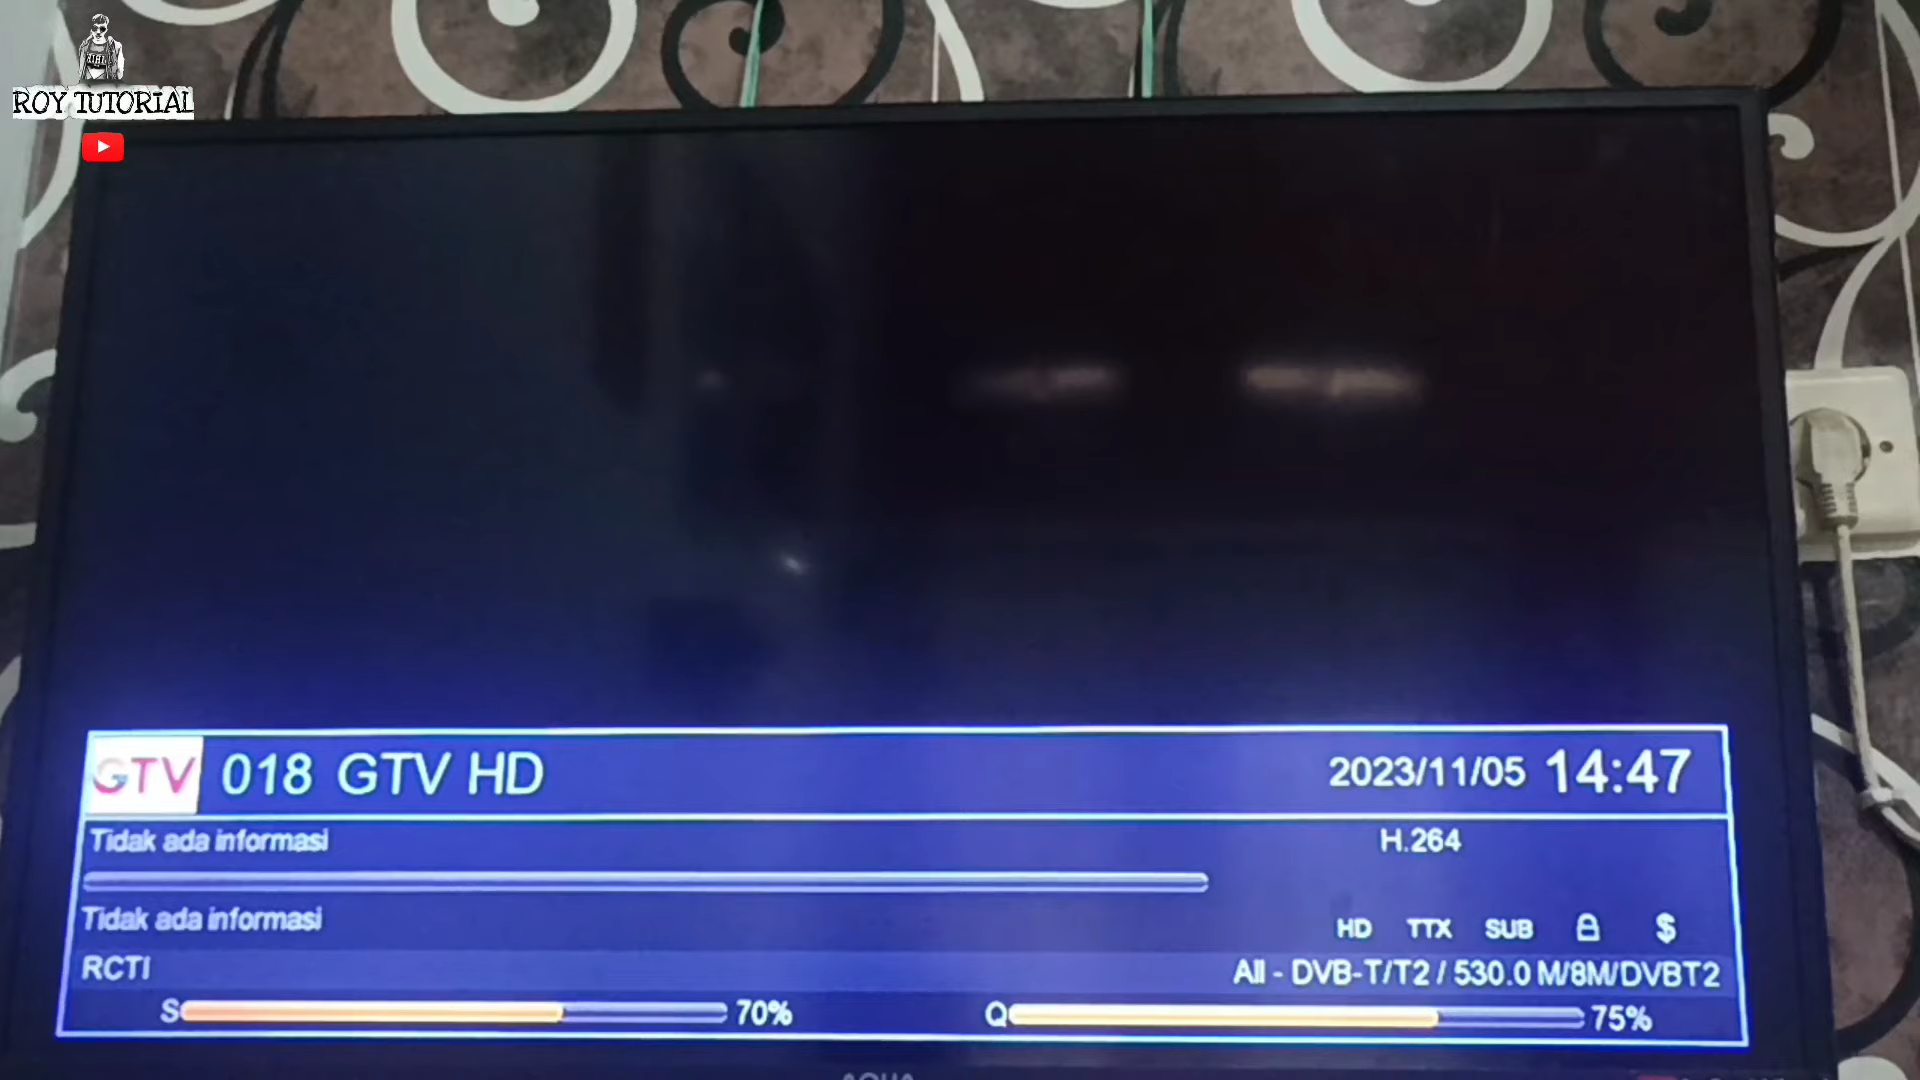 ROY TUTORIAL
GTV 018 GTV HD 2023/11/05 14:47
Tidak ada informasi H.264
Tidak ada informasi HD TTX SUB $
RCTI All - DVB-T/T2 / 530.0 M/8M/DVBT2
S 70% Q 75%